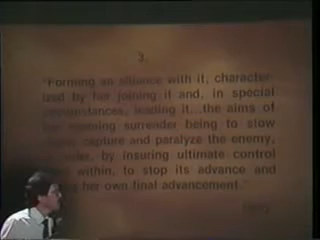 3.
"Forming an alliance with it, character-
ized by her joining it and, in special
circumstances, leading it...the aims of
her seeming surrender being to slow
capture and paralyze the enemy,
by insuring ultimate control
within, to stop its advance and
her own final advancement."